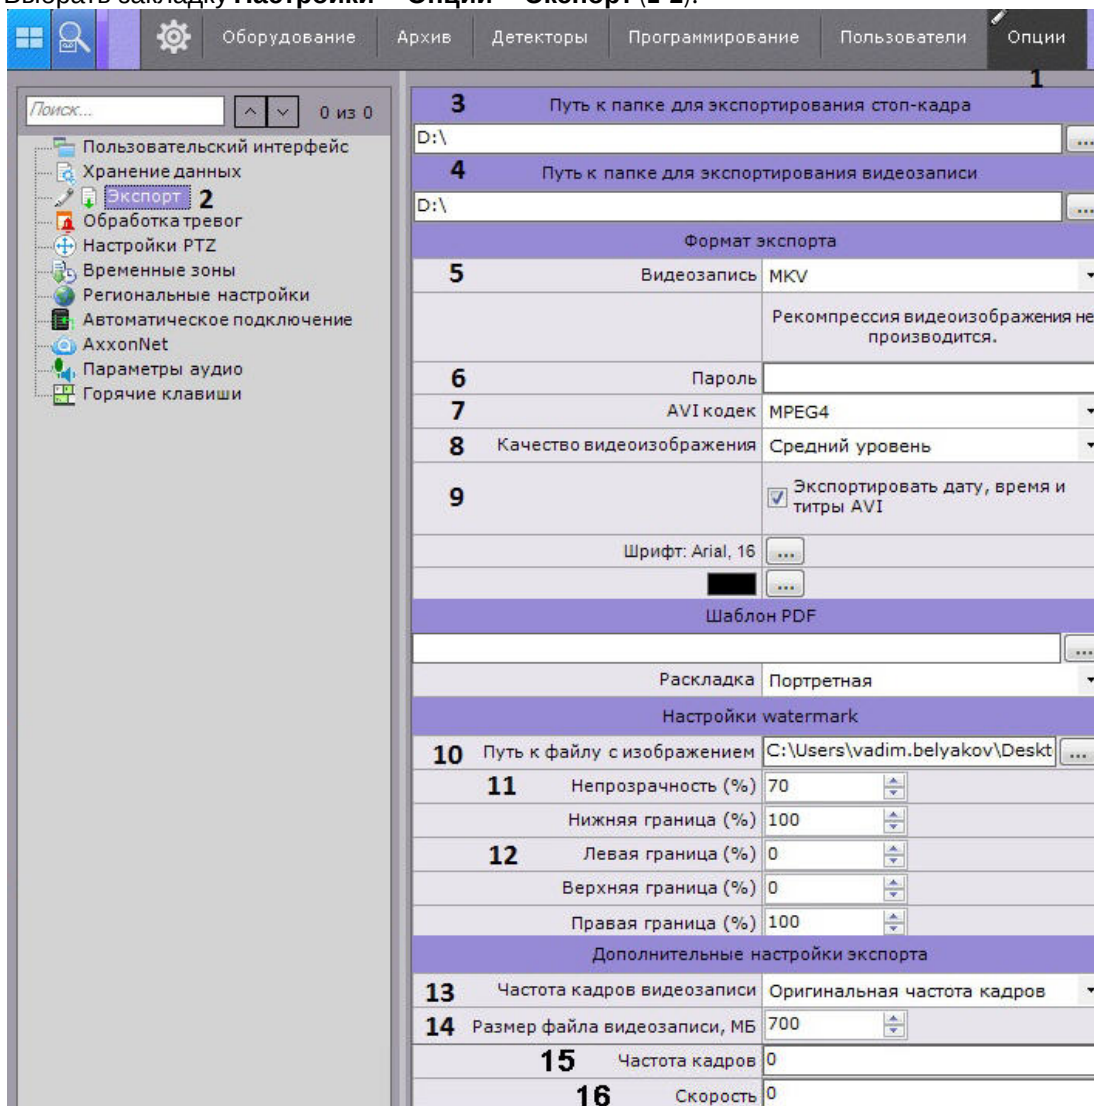 Выбрать закладку Настройки – Опции – Экспорт (1-2).
Оборудование Архив Детекторы Программирование Пользователи Опции
1
Поиск... 0 из 0
Пользовательский интерфейс
Хранение данных
Экспорт 2
Обработка тревог
Настройки PTZ
Временные зоны
Региональные настройки
Автоматическое подключение
AxxonNet
Параметры аудио
Горячие клавиши
3 Путь к папке для экспортирования стоп-кадра
D:\ ...
4 Путь к папке для экспортирования видеозаписи
D:\ ...
Формат экспорта
5 Видеозапись MKV
Рекомпрессия видеоизображения не
производится.
6 Пароль
7 AVI кодек MPEG4
8 Качество видеоизображения Средний уровень
9 Экспортировать дату, время и
титры AVI
Шрифт: Arial, 16 ...
...
Шаблон PDF
...
Раскладка Портретная
Настройки watermark
10 Путь к файлу с изображением C:\Users\vadim.belyakov\Deskt ...
11 Непрозрачность (%) 70
Нижняя граница (%) 100
12 Левая граница (%) 0
Верхняя граница (%) 0
Правая граница (%) 100
Дополнительные настройки экспорта
13 Частота кадров видеозаписи Оригинальная частота кадров
14 Размер файла видеозаписи, МБ 700
15 Частота кадров 0
16 Скорость 0